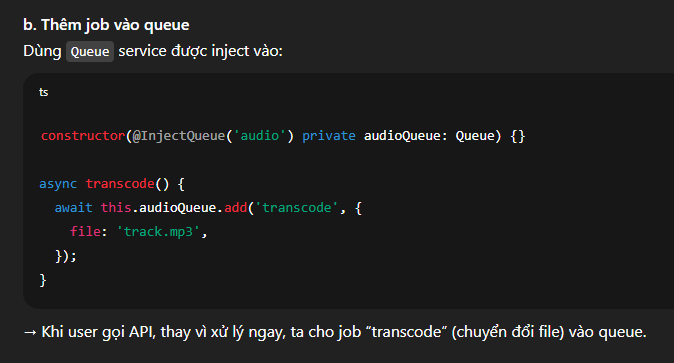 b. Thêm job vào queue
Dùng Queue service được inject vào:
ts
constructor(@InjectQueue('audio') private audioQueue: Queue) {}
async transcode() {
await this.audioQueue.add('transcode', {
file: 'track.mp3',
});
}
→ Khi user gọi API, thay vì xử lý ngay, ta cho job “transcode” (chuyển đổi file) vào queue.